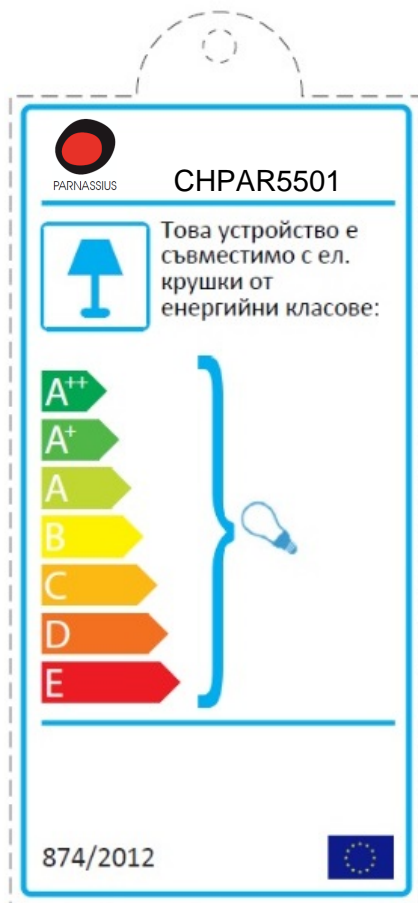 PARNASSIUS
CHPAR5501
Това устройство е
съвместимо с ел.
крушки от
енергийни класове:
A++
A+
A
B
C
D
E
874/2012